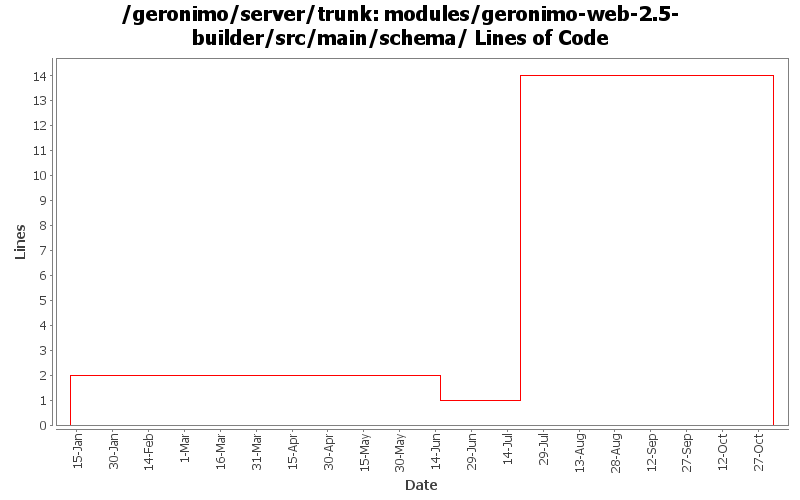 /geronimo/server/trunk: modules/geronimo-web-2.5-
builder/src/main/schema/ Lines of Code
Lines
14
13
12
11
10
9
8
7
6
5
4
3
2
1
0
15-Jan
30-Jan
14-Feb
1-Mar
16-Mar
31-Mar
15-Apr
30-Apr
15-May
30-May
14-Jun
29-Jun
14-Jul
29-Jul
13-Aug
28-Aug
12-Sep
27-Sep
12-Oct
27-Oct
Date